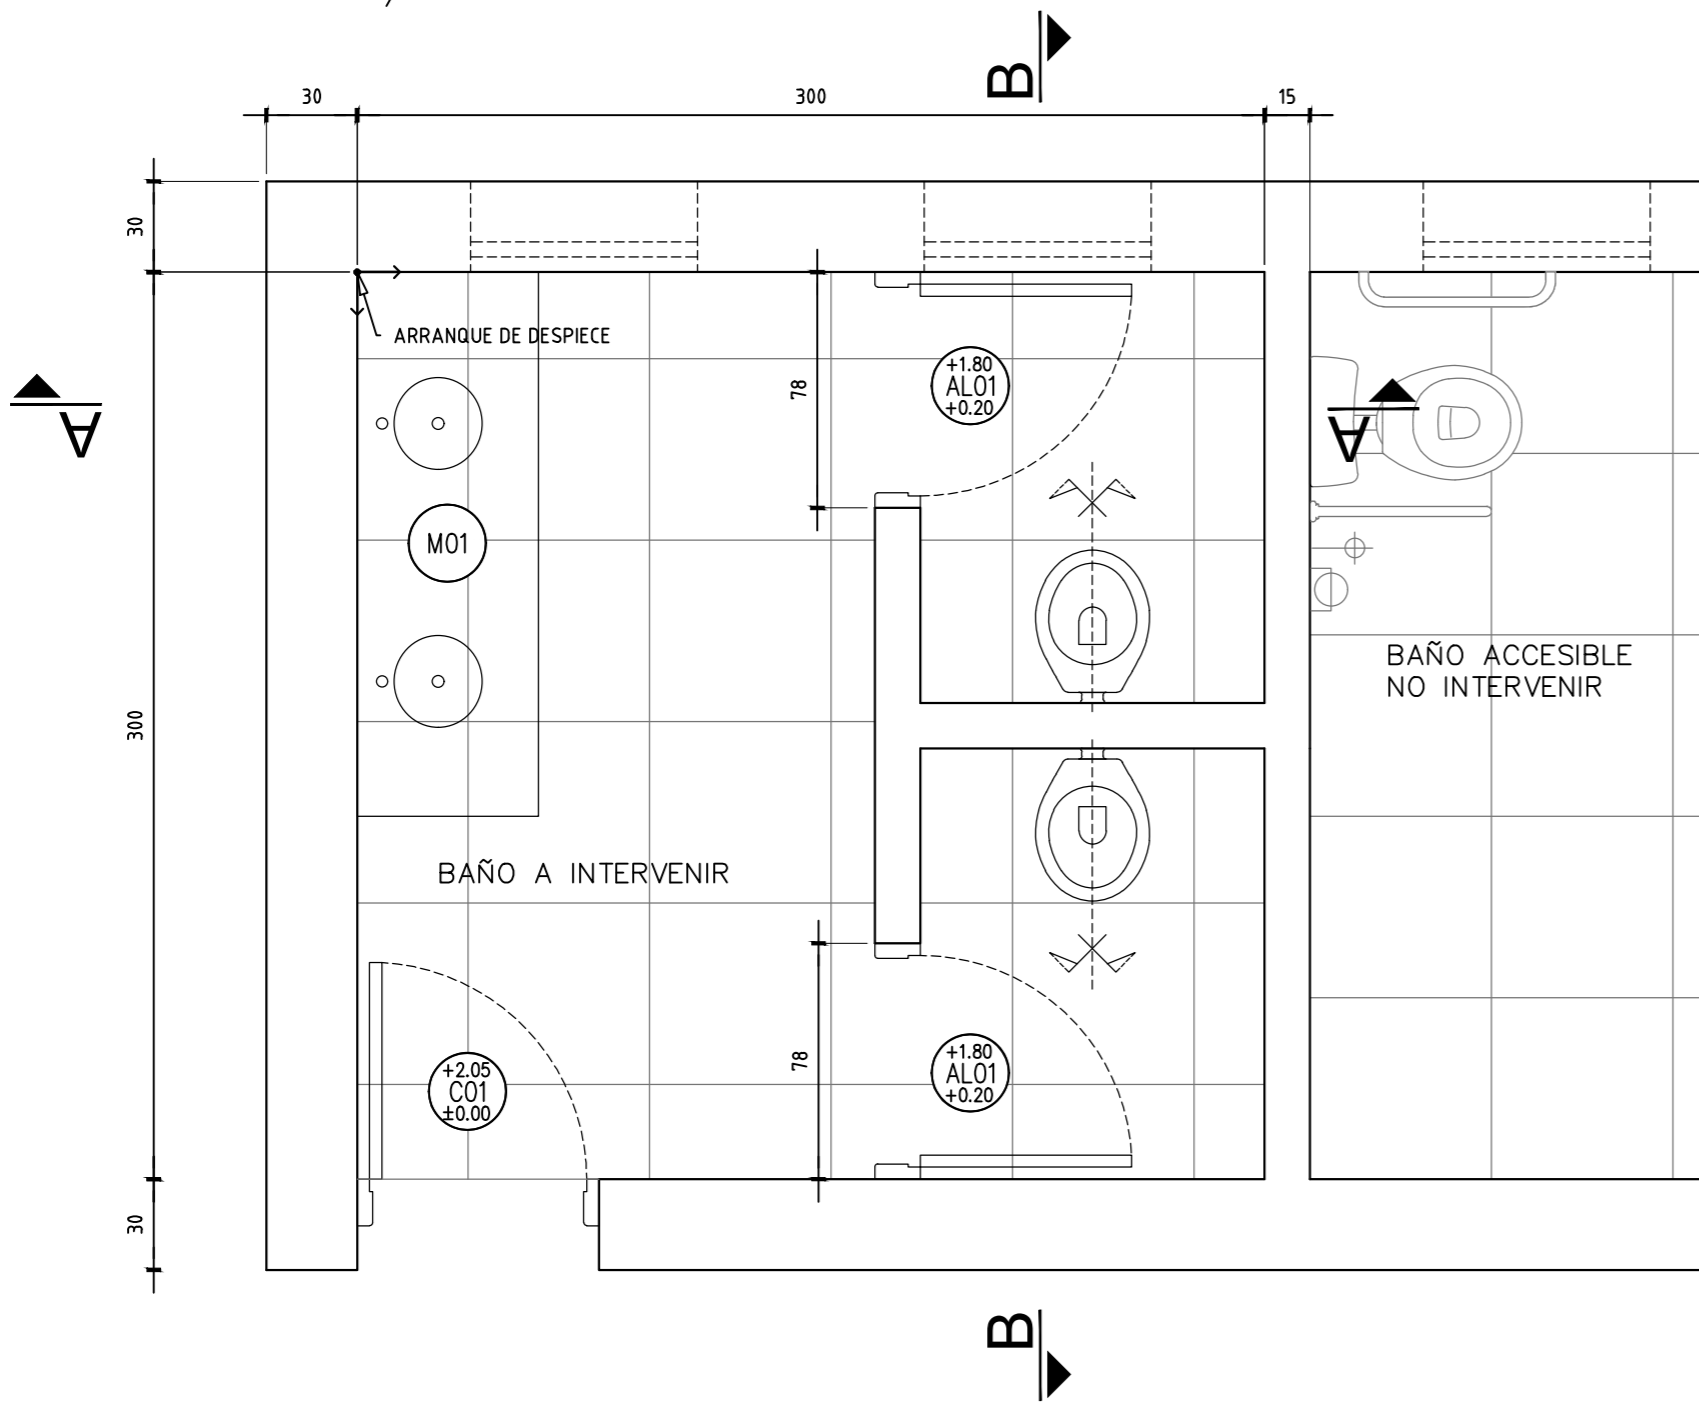 B
30
300
15
30
ARRANQUE DE DESPIECE
+1.80
AL01
+0.20
78
A
A
M01
BAÑO ACCESIBLE
NO INTERVENIR
300
BAÑO A INTERVENIR
78
+1.80
AL01
+0.20
+2.05
C01
±0.00
30
B